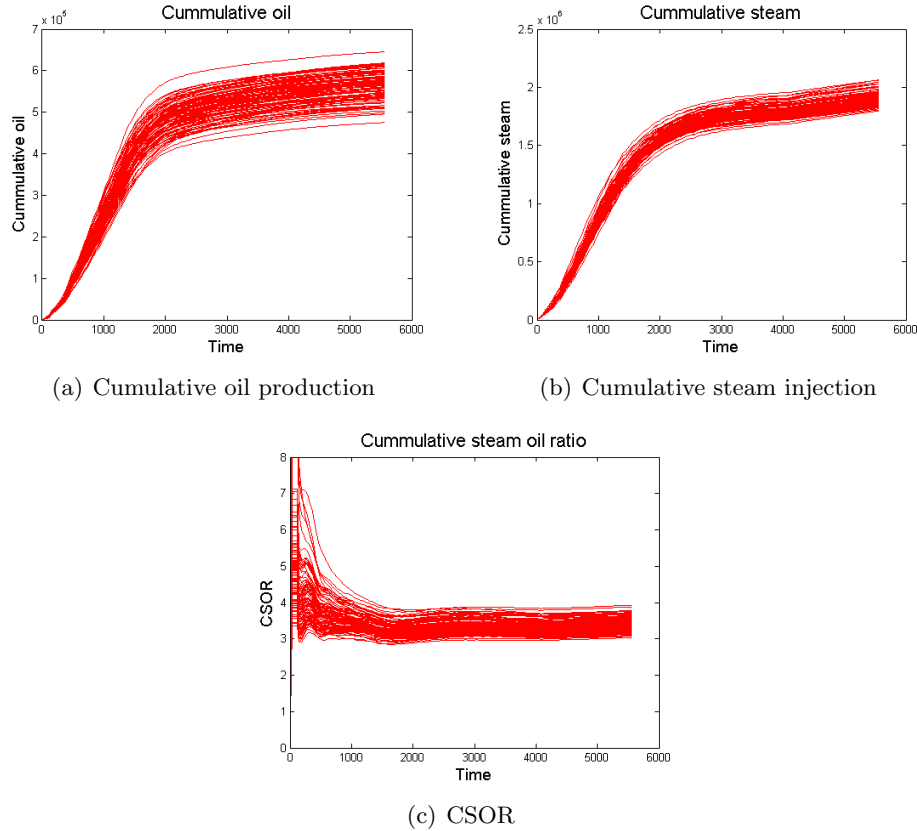 Cummulative oil
x 10^5
7
6
5
4
3
2
1
0
Cummulative oil
0 1000 2000 3000 4000 5000 6000
Time
(a) Cumulative oil production
Cummulative steam
x 10^6
2.5
2
1.5
1
0.5
0
Cummulative steam
0 1000 2000 3000 4000 5000 6000
Time
(b) Cumulative steam injection
Cummulative steam oil ratio
8
7
6
5
4
3
2
1
0
CSOR
0 1000 2000 3000 4000 5000 6000
Time
(c) CSOR